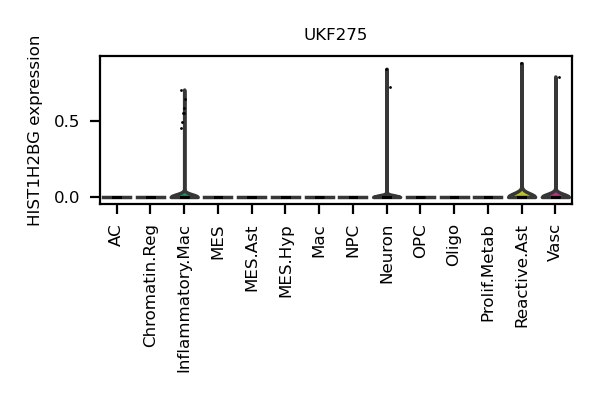 UKF275
HIST1H2BG expression
0.5
0.0
AC
Chromatin.Reg
Inflammatory.Mac
MES
MES.Ast
MES.Hyp
Mac
NPC
Neuron
OPC
Oligo
Prolif.Metab
Reactive.Ast
Vasc